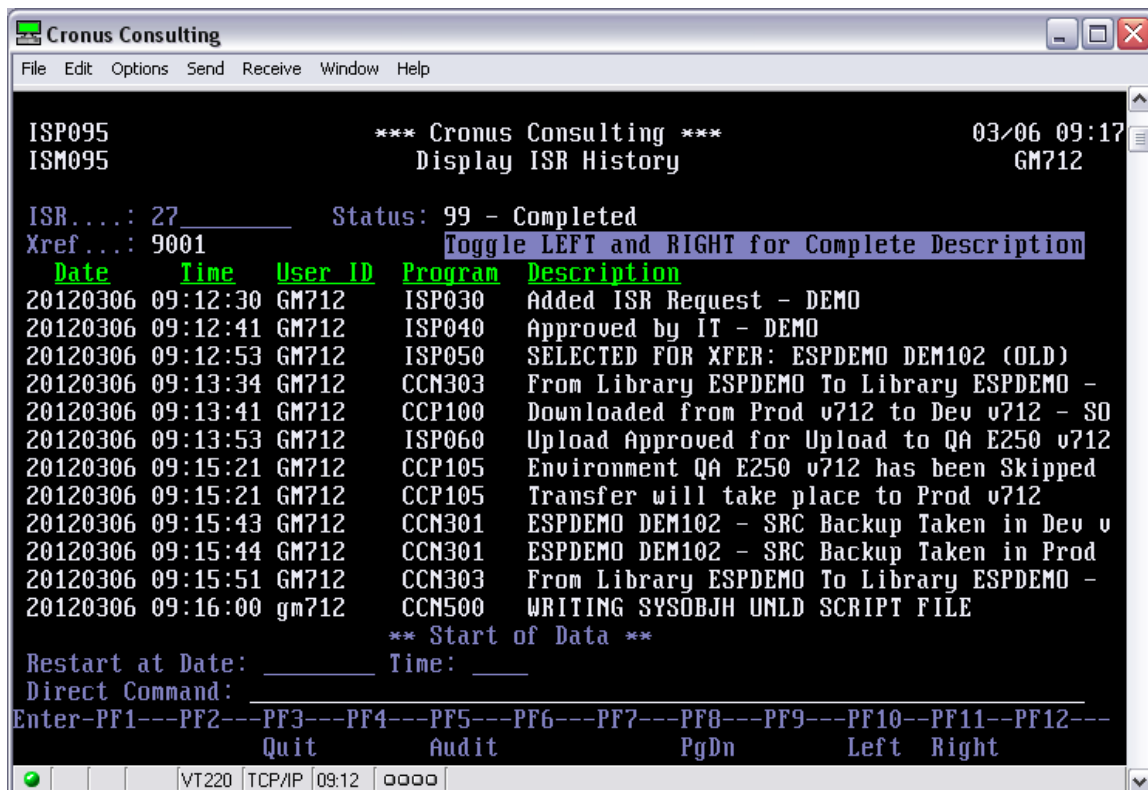 Cronus Consulting
File Edit Options Send Receive Window Help
ISP095 *** Cronus Consulting *** 03/06 09:17
ISM095 Display ISR History GM712
ISR....: 27_________ Status: 99 - Completed
Xref...: 9001 Toggle LEFT and RIGHT for Complete Description
Date Time User ID Program Description
20120306 09:12:30 GM712 ISP030 Added ISR Request - DEMO
20120306 09:12:41 GM712 ISP040 Approved by IT - DEMO
20120306 09:12:53 GM712 ISP050 SELECTED FOR XFER: ESPDEMO DEM102 (OLD)
20120306 09:13:34 GM712 CCN303 From Library ESPDEMO To Library ESPDEMO -
20120306 09:13:41 GM712 CCP100 Downloaded from Prod v712 to Dev v712 - SO
20120306 09:13:53 GM712 ISP060 Upload Approved for Upload to QA E250 v712
20120306 09:15:21 GM712 CCP105 Environment QA E250 v712 has been Skipped
20120306 09:15:21 GM712 CCP105 Transfer will take place to Prod v712
20120306 09:15:43 GM712 CCN301 ESPDEMO DEM102 - SRC Backup Taken in Dev v
20120306 09:15:44 GM712 CCN301 ESPDEMO DEM102 - SRC Backup Taken in Prod
20120306 09:15:51 GM712 CCN303 From Library ESPDEMO To Library ESPDEMO -
20120306 09:16:00 gm712 CCN500 WRITING SYSOBJH UNLD SCRIPT FILE
** Start of Data **
Restart at Date: ________ Time: ____
Direct Command: ____________________________________________________________
Enter-PF1---PF2---PF3---PF4---PF5---PF6---PF7---PF8---PF9---PF10--PF11--PF12---
Quit Audit PgDn Left Right
VT220 TCP/IP 09:12